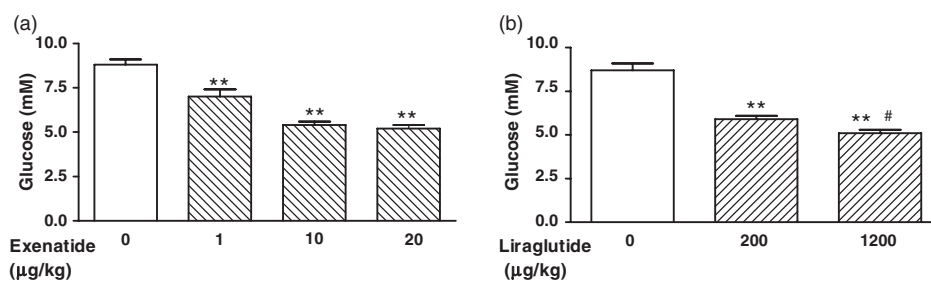 (a)
10.0
7.5
5.0
2.5
0.0
Glucose (mM)
**
**
**
Exenatide 0 1 10 20
(μg/kg)
(b)
10.0
7.5
5.0
2.5
0.0
Glucose (mM)
**
** #
Liraglutide 0 200 1200
(μg/kg)